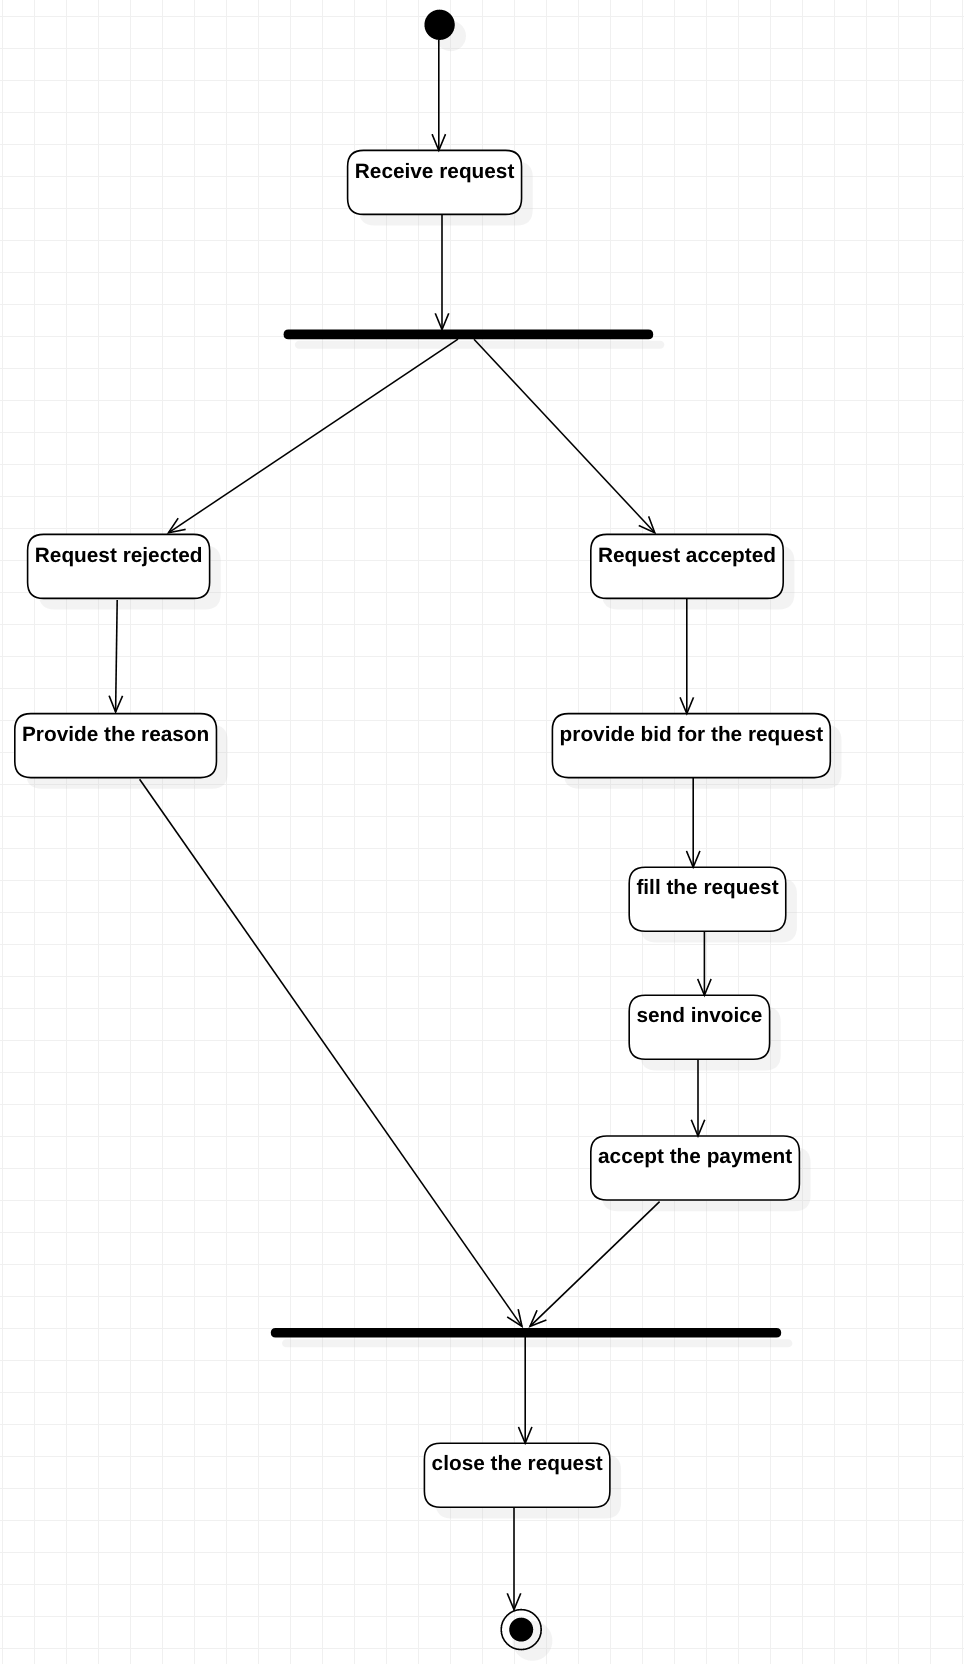 Receive request
Request rejected
Request accepted
Provide the reason
provide bid for the request
fill the request
send invoice
accept the payment
close the request